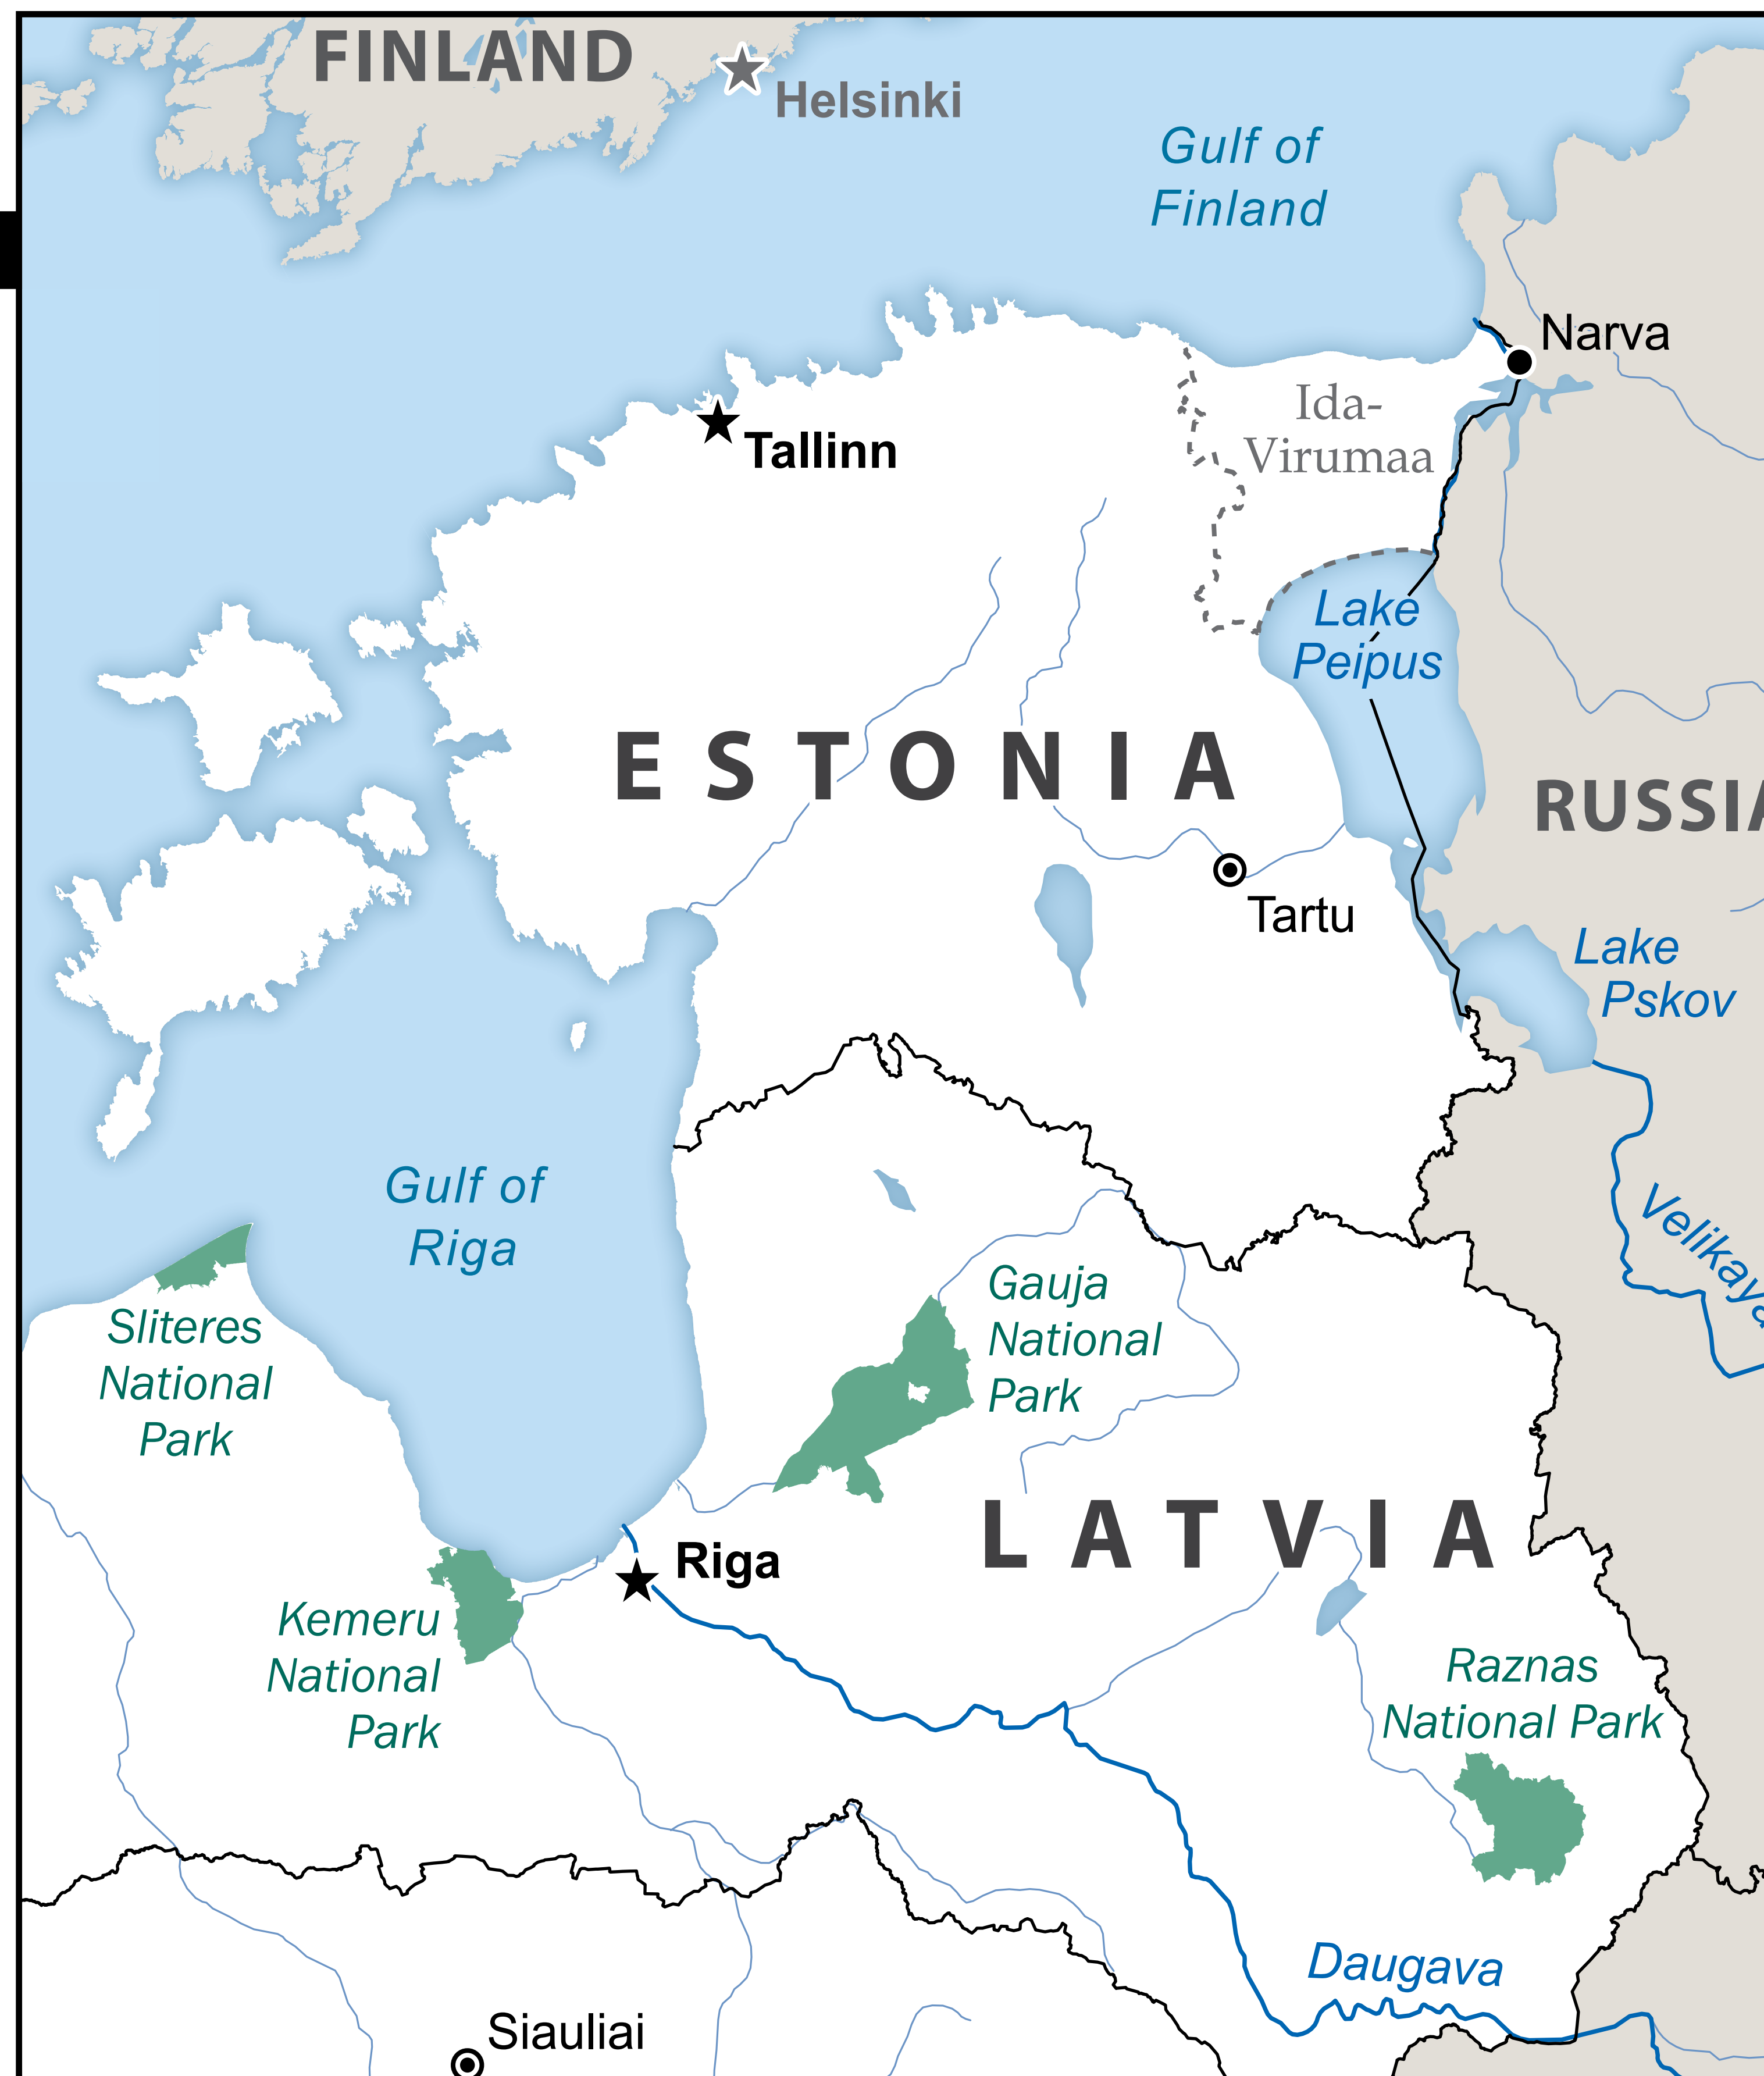 FINLAND
Helsinki
Gulf of
Finland
Narva
Ida-
Virumaa
Tallinn
Lake
Peipus
ESTONIA
RUSSIA
Tartu
Lake
Pskov
Gulf of
Riga
Velikaya
Gauja
National
Park
Sliteres
National
Park
LATVIA
Riga
Kemeru
National
Park
Raznas
National Park
Daugava
Siauliai